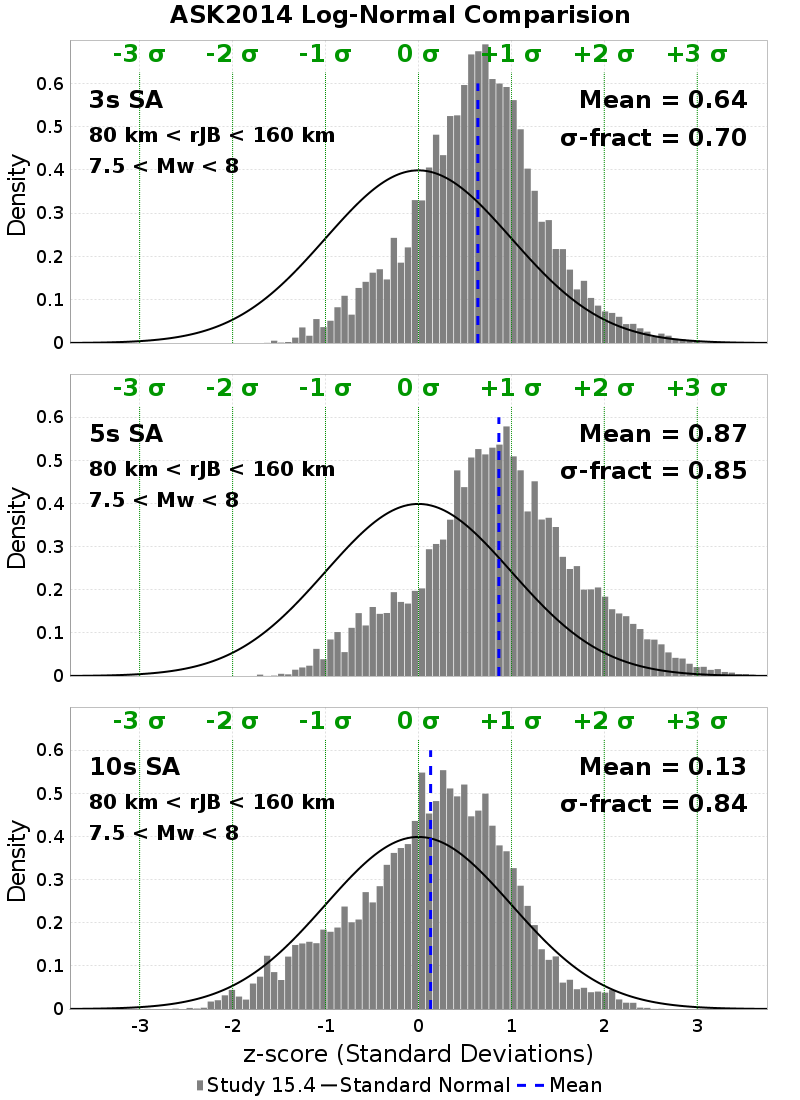 ASK2014 Log-Normal Comparision
-3 σ -2 σ -1 σ 0 σ +1 σ +2 σ +3 σ
3s SA
80 km < rJB < 160 km
7.5 < Mw < 8
Mean = 0.64
σ-fract = 0.70
Density
0.6
0.5
0.4
0.3
0.2
0.1
0
-3 σ -2 σ -1 σ 0 σ +1 σ +2 σ +3 σ
5s SA
80 km < rJB < 160 km
7.5 < Mw < 8
Mean = 0.87
σ-fract = 0.85
Density
0.6
0.5
0.4
0.3
0.2
0.1
0
-3 σ -2 σ -1 σ 0 σ +1 σ +2 σ +3 σ
10s SA
80 km < rJB < 160 km
7.5 < Mw < 8
Mean = 0.13
σ-fract = 0.84
Density
0.6
0.5
0.4
0.3
0.2
0.1
0
-3 -2 -1 0 1 2 3
z-score (Standard Deviations)
Study 15.4 Standard Normal Mean